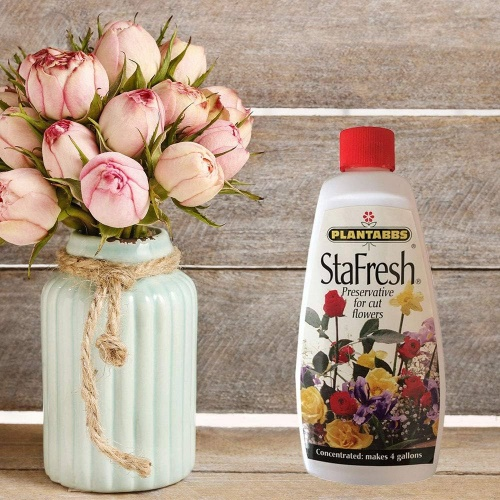 PLANTABBS®
StaFresh®
Preservative
for cut
flowers
Concentrated: makes 4 gallons